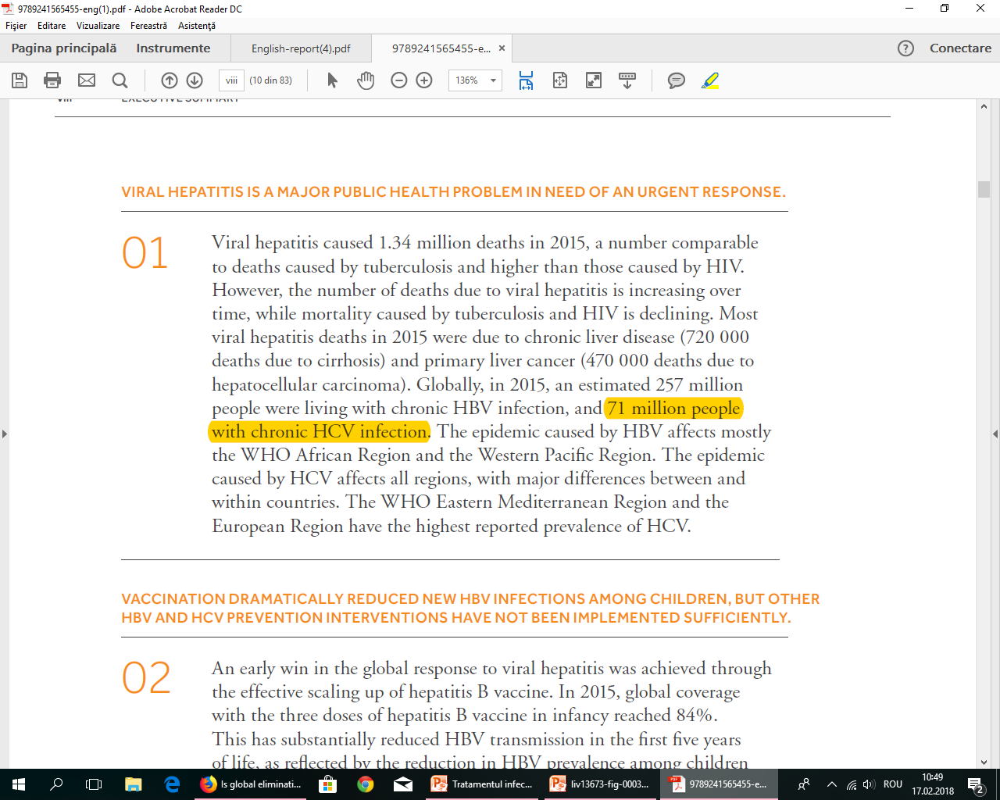 9789241565455-eng(1).pdf - Adobe Acrobat Reader DC
Fișier Editare Vizualizare Fereastră Asistență
Pagina principală Instrumente English-report(4).pdf 9789241565455-e... × Conectare
viii (10 din 83) 136%
viii EXECUTIVE SUMMARY
VIRAL HEPATITIS IS A MAJOR PUBLIC HEALTH PROBLEM IN NEED OF AN URGENT RESPONSE.
01
Viral hepatitis caused 1.34 million deaths in 2015, a number comparable
to deaths caused by tuberculosis and higher than those caused by HIV.
However, the number of deaths due to viral hepatitis is increasing over
time, while mortality caused by tuberculosis and HIV is declining. Most
viral hepatitis deaths in 2015 were due to chronic liver disease (720 000
deaths due to cirrhosis) and primary liver cancer (470 000 deaths due to
hepatocellular carcinoma). Globally, in 2015, an estimated 257 million
people were living with chronic HBV infection, and 71 million people
with chronic HCV infection. The epidemic caused by HBV affects mostly
the WHO African Region and the Western Pacific Region. The epidemic
caused by HCV affects all regions, with major differences between and
within countries. The WHO Eastern Mediterranean Region and the
European Region have the highest reported prevalence of HCV.
VACCINATION DRAMATICALLY REDUCED NEW HBV INFECTIONS AMONG CHILDREN, BUT OTHER
HBV AND HCV PREVENTION INTERVENTIONS HAVE NOT BEEN IMPLEMENTED SUFFICIENTLY.
02
An early win in the global response to viral hepatitis was achieved through
the effective scaling up of hepatitis B vaccine. In 2015, global coverage
with the three doses of hepatitis B vaccine in infancy reached 84%.
This has substantially reduced HBV transmission in the first five years
of life, as reflected by the reduction in HBV prevalence among children
Is global eliminati... Tratamentul infec... liv13673-fig-0003... 9789241565455-e... ROU 10:49
17.02.2018
2